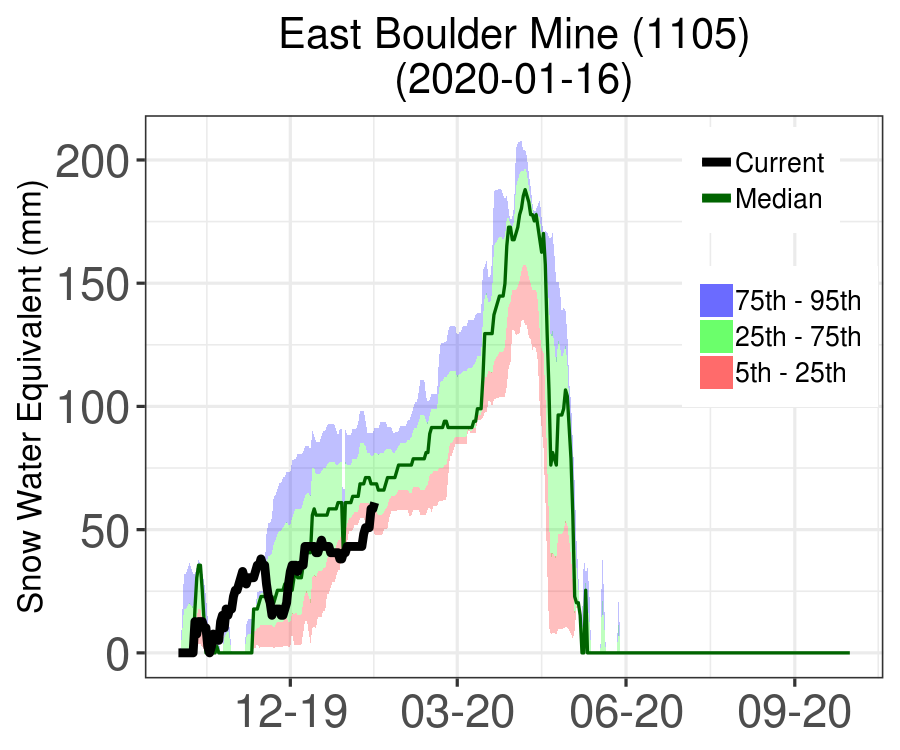 East Boulder Mine (1105)
(2020-01-16)
Snow Water Equivalent (mm)
200
150
100
50
0
12-19
03-20
06-20
09-20
Current
Median
75th - 95th
25th - 75th
5th - 25th